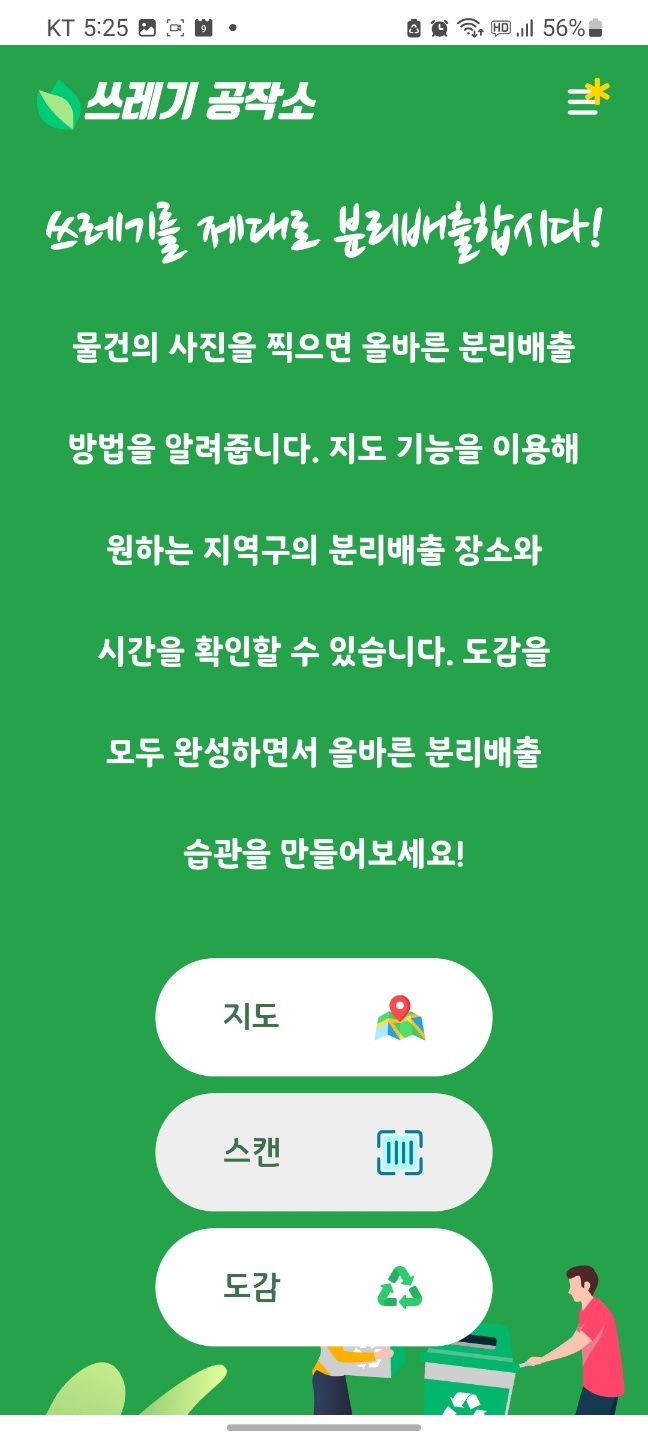 KT 5:25 9 HD 56%
쓰레기 공작소
쓰레기를 제대로 분리배출합시다!
물건의 사진을 찍으면 올바른 분리배출
방법을 알려줍니다. 지도 기능을 이용해
원하는 지역구의 분리배출 장소와
시간을 확인할 수 있습니다. 도감을
모두 완성하면서 올바른 분리배출
습관을 만들어보세요!
지도
스캔
도감